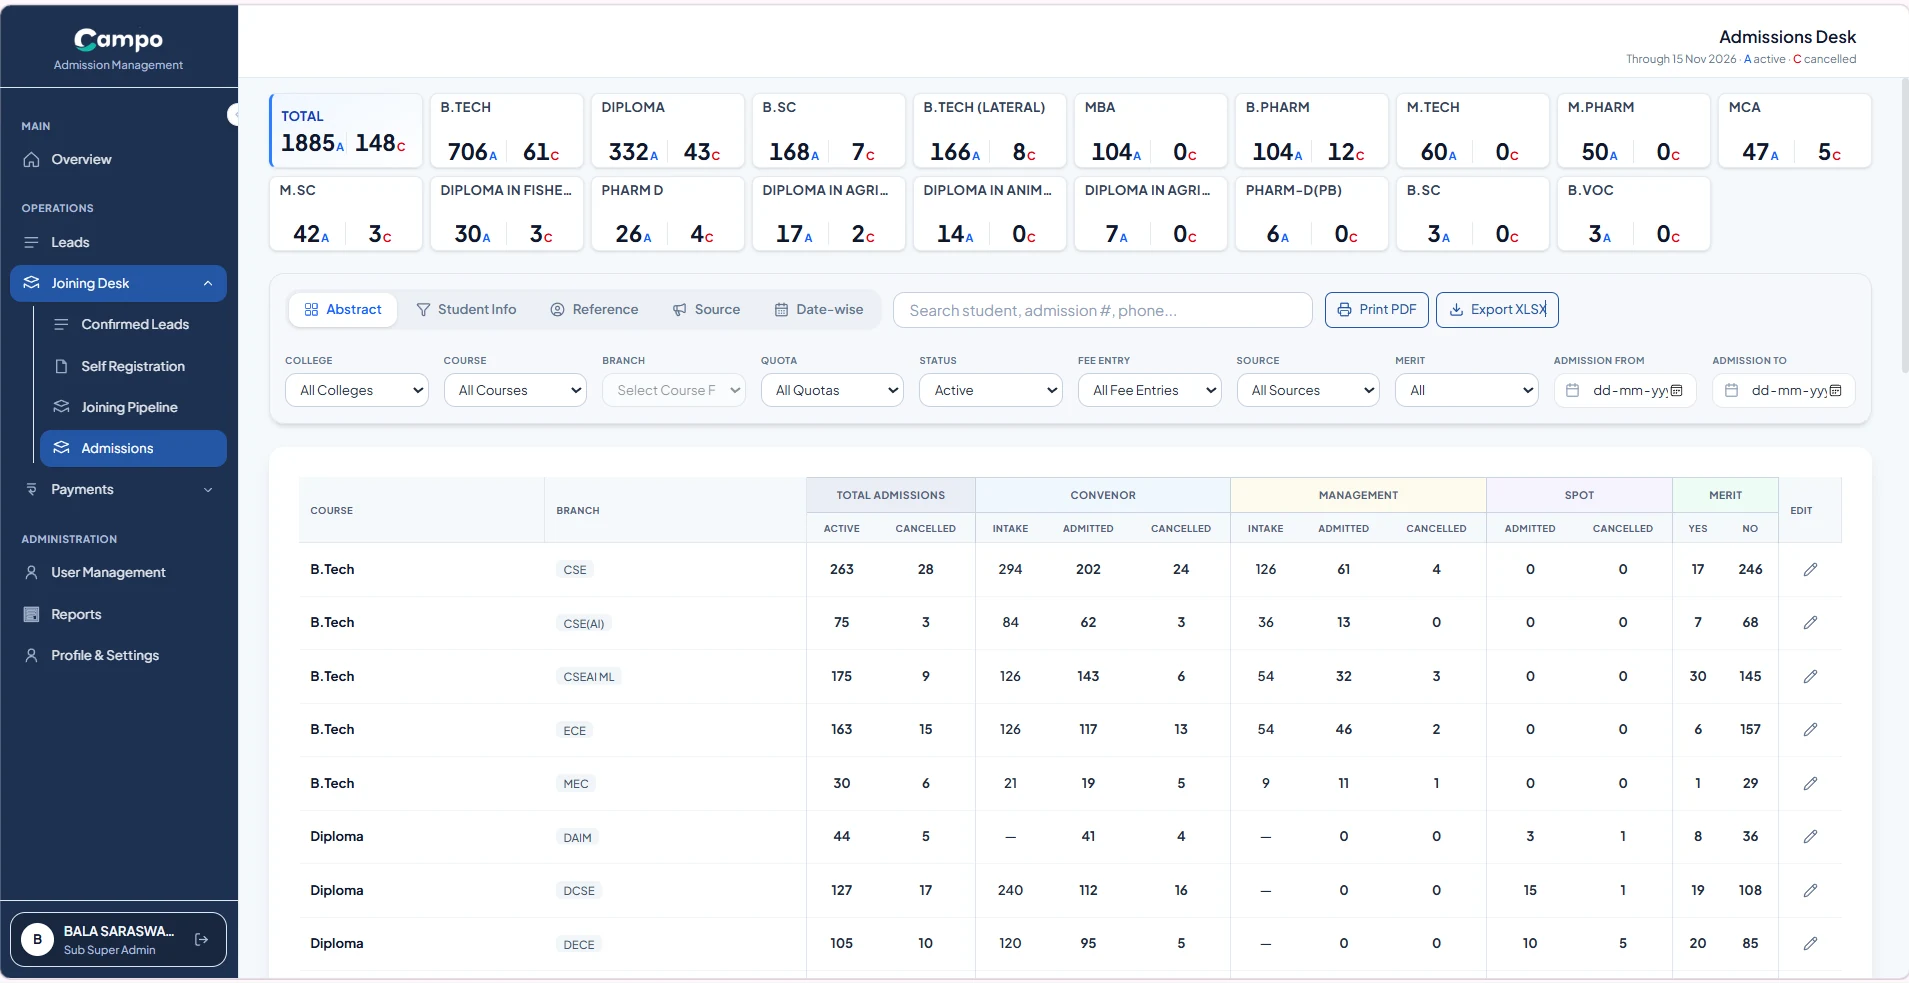 Campo
Admission Management
MAIN
Overview
OPERATIONS
Leads
Joining Desk
Confirmed Leads
Self Registration
Joining Pipeline
Admissions
Payments
ADMINISTRATION
User Management
Reports
Profile & Settings
B
BALA SARASWA...
Sub Super Admin
Admissions Desk
Through 15 Nov 2026 · A active · C cancelled
TOTAL
1885A 148C
B.TECH
706A 61C
DIPLOMA
332A 43C
B.SC
168A 7C
B.TECH (LATERAL)
166A 8C
MBA
104A 0C
B.PHARM
104A 12C
M.TECH
60A 0C
M.PHARM
50A 0C
MCA
47A 5C
M.SC
42A 3C
DIPLOMA IN FISHE...
30A 3C
PHARM D
26A 4C
DIPLOMA IN AGRI...
17A 2C
DIPLOMA IN ANIM...
14A 0C
DIPLOMA IN AGRI...
7A 0C
PHARM-D(PB)
6A 0C
B.SC
3A 0C
B.VOC
3A 0C
Abstract Student Info Reference Source Date-wise Search student, admission #, phone... Print PDF Export XLSX
COLLEGE COURSE BRANCH QUOTA STATUS FEE ENTRY SOURCE MERIT ADMISSION FROM ADMISSION TO
All Colleges All Courses Select Course F All Quotas Active All Fee Entries All Sources All dd-mm-yy dd-mm-yy
COURSE BRANCH TOTAL ADMISSIONS CONVENOR MANAGEMENT SPOT MERIT EDIT
ACTIVE CANCELLED INTAKE ADMITTED CANCELLED INTAKE ADMITTED CANCELLED ADMITTED CANCELLED YES NO
B.Tech CSE 263 28 294 202 24 126 61 4 0 0 17 246
B.Tech CSE(AI) 75 3 84 62 3 36 13 0 0 0 7 68
B.Tech CSEAI ML 175 9 126 143 6 54 32 3 0 0 30 145
B.Tech ECE 163 15 126 117 13 54 46 2 0 0 6 157
B.Tech MEC 30 6 21 19 5 9 11 1 0 0 1 29
Diploma DAIM 44 5 — 41 4 — 0 0 3 1 8 36
Diploma DCSE 127 17 240 112 16 — 0 0 15 1 19 108
Diploma DECE 105 10 120 95 5 — 0 0 10 5 20 85